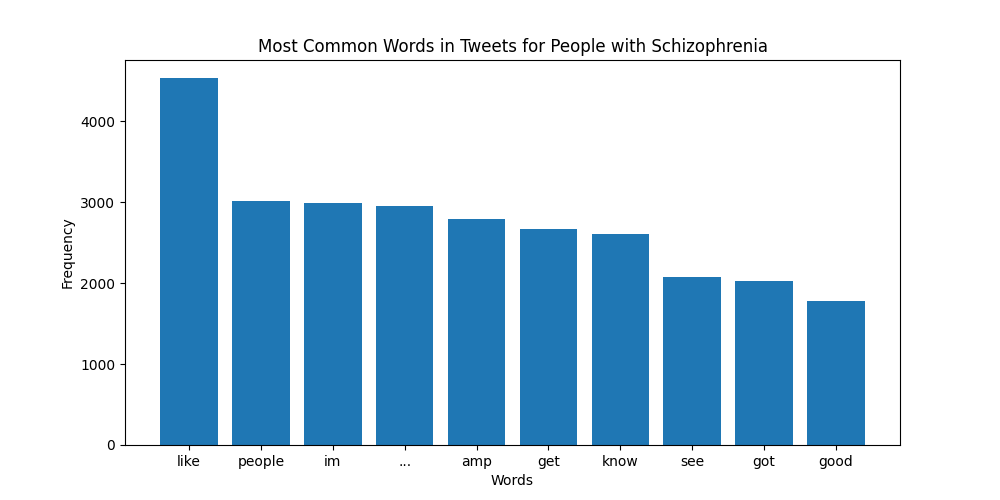 Most Common Words in Tweets for People with Schizophrenia
4000
3000
2000
1000
0
Frequency
like people im ... amp get know see got good
Words